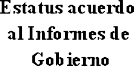 Estatus acuerdo
al Informes de
Gobierno